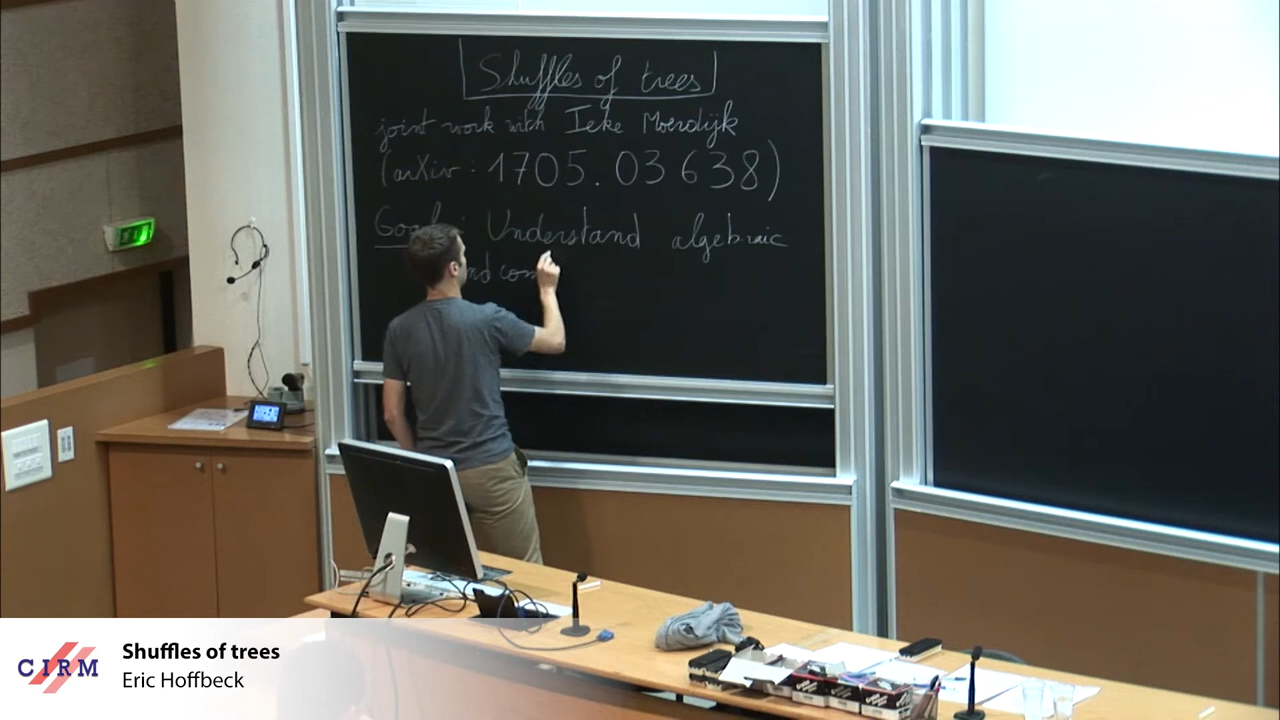 Shuffles of trees
joint work with Ieke Moerdijk
(arXiv: 1705.03638)
Understand algebraic
CIRM
Shuffles of trees
Eric Hoffbeck